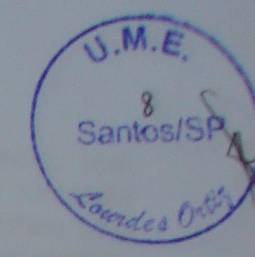 U.M.E.
8
Santos/SP
Lourdes Ortiz